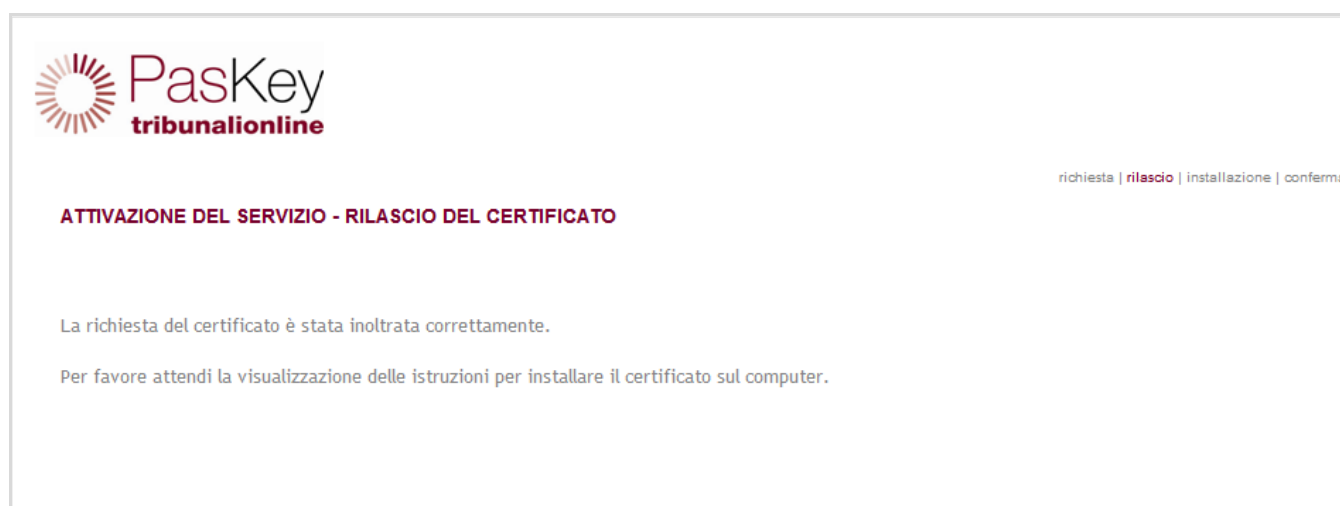 PasKey
tribunalionline
richiesta | rilascio | installazione | conferma
ATTIVAZIONE DEL SERVIZIO - RILASCIO DEL CERTIFICATO
La richiesta del certificato è stata inoltrata correttamente.
Per favore attendi la visualizzazione delle istruzioni per installare il certificato sul computer.